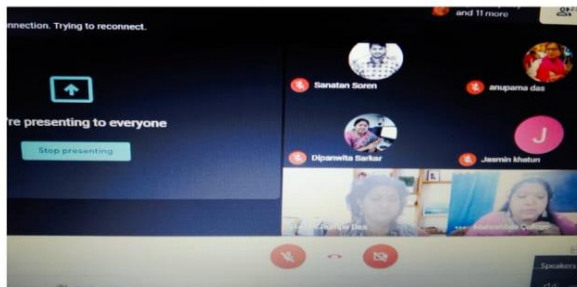 nnection. Trying to reconnect.
and 11 more
're presenting to everyone
Stop presenting
Sanatan Soren
anupama das
Dipanwita Sarkar
J
Jasmin khatun
Speakers